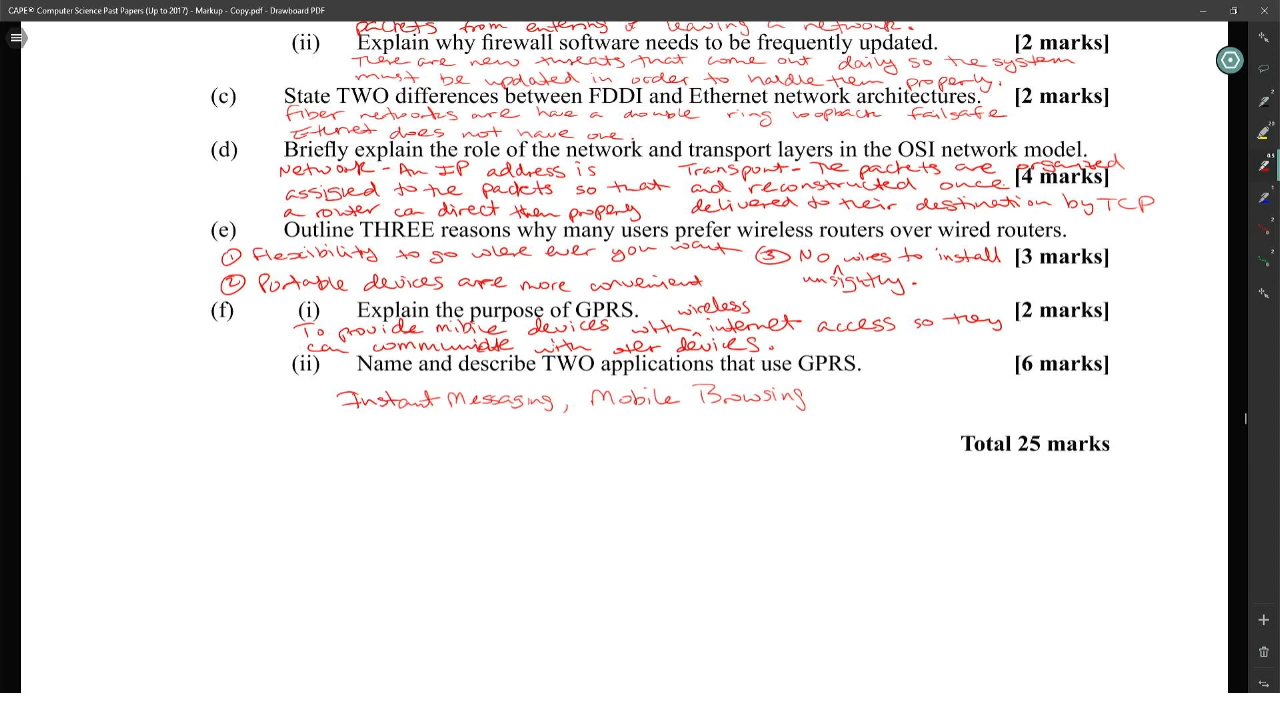 CAPE® Computer Science Past Papers (Up to 2017) - Markup - Copy.pdf - Drawboard PDF
packets from entering or leaving a network.
(ii) Explain why firewall software needs to be frequently updated. [2 marks]
There are new threats that come out daily so the system
must be updated in order to handle them properly.
(c) State TWO differences between FDDI and Ethernet network architectures. [2 marks]
Fiber networks are have a double ring loopback failsafe
Ethernet does not have one.
(d) Briefly explain the role of the network and transport layers in the OSI network model.
[4 marks]
Network - An IP address is
assigned to the packets so that
a router can direct them properly
Transport - The packets are organized
and reconstructed once
delivered to their destination by TCP
(e) Outline THREE reasons why many users prefer wireless routers over wired routers.
[3 marks]
① Flexibility to go where ever you want ③ No unsightly wires to install
② Portable devices are more convenient
(f) (i) Explain the purpose of GPRS. [2 marks]
To provide mobile devices with wireless internet access so they
can communicate with other devices.
(ii) Name and describe TWO applications that use GPRS. [6 marks]
Instant Messaging, Mobile Browsing
Total 25 marks